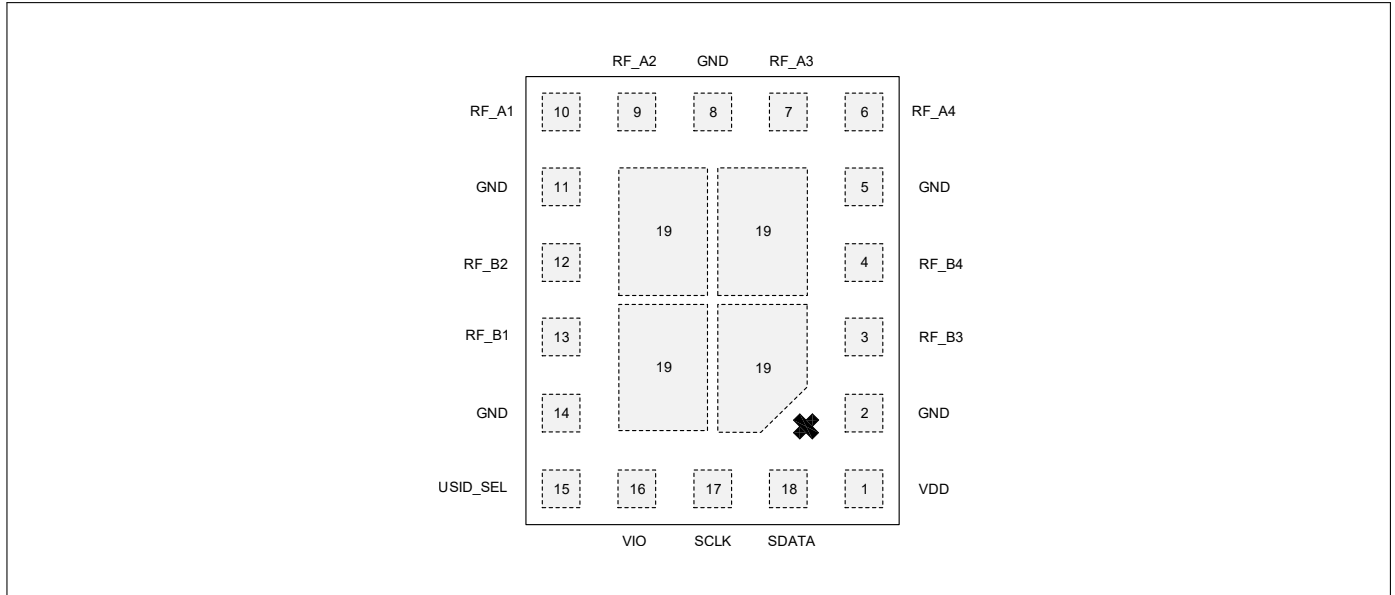 RF_A2 GND RF_A3
RF_A1 10 9 8 7 6 RF_A4
GND 11 5 GND
19 19
RF_B2 12 4 RF_B4
RF_B1 13 3 RF_B3
19 19
GND 14 2 GND
USID_SEL 15 16 17 18 1 VDD
VIO SCLK SDATA